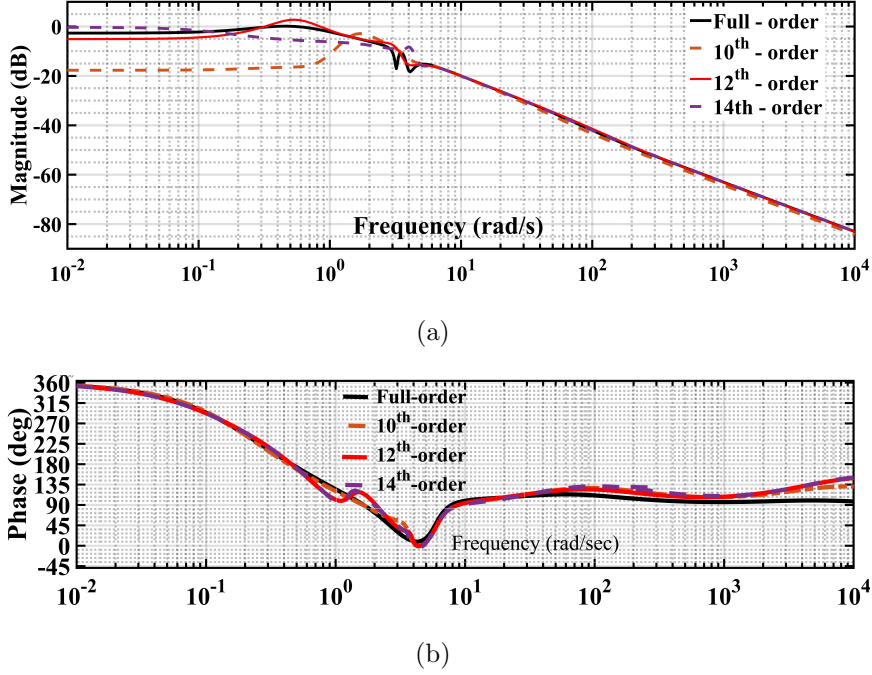 0
-20
-40
-60
-80
Magnitude (dB)
Full - order
10th - order
12th - order
14th - order
Frequency (rad/s)
10-2 10-1 100 101 102 103 104
(a)
360
315
270
225
180
135
90
45
0
-45
Phase (deg)
Full-order
10th-order
12th-order
14th-order
Frequency (rad/sec)
10-2 10-1 100 101 102 103 104
(b)